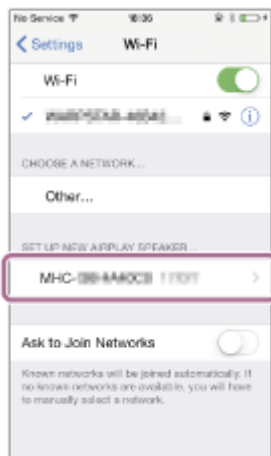 No Service 16:36
Settings Wi-Fi
Wi-Fi
CHOOSE A NETWORK...
Other...
SET UP NEW AIRPLAY SPEAKER...
MHC-
Ask to Join Networks
Known networks will be joined automatically. If
no known networks are available, you will have
to manually select a network.